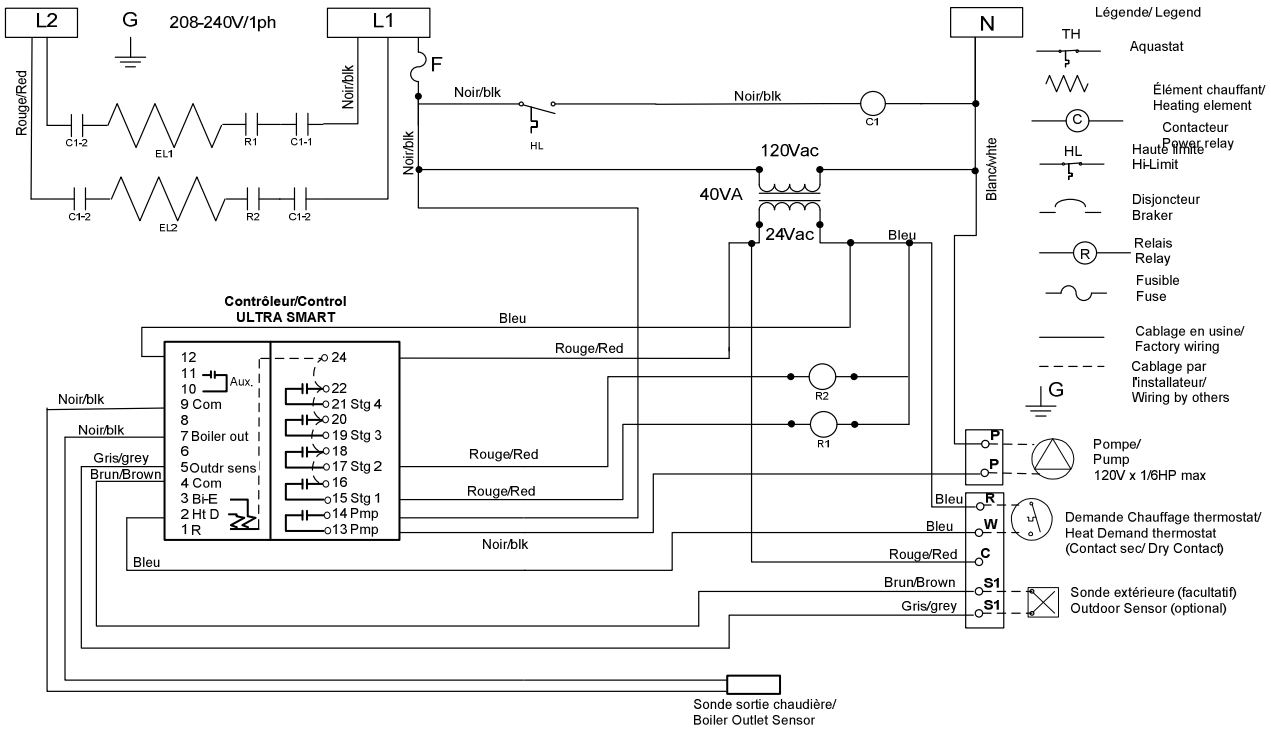 L2
G
208-240V/1ph
L1
F
N
Rouge/Red
Noir/blk
C1-2
EL1
R1
C1-1
C1-2
EL2
R2
C1-2
Noir/blk
Noir/blk
HL
Noir/blk
C1
120Vac
40VA
24Vac
Blanc/whte
Bleu
Légende/ Legend
TH
Aquastat
Élément chauffant/
Heating element
C
Contacteur
Power relay
HL
Haute limite
Hi-Limit
Disjoncteur
Braker
R
Relais
Relay
Fusible
Fuse
Cablage en usine/
Factory wiring
Cablage par
l'installateur/
Wiring by others
G
Contrôleur/Control
ULTRA SMART
Bleu
Rouge/Red
12
11
10
Aux.
9 Com
8
7 Boiler out
6
5 Outdr sens
4 Com
3 Bi-E
2 Ht D
1 R
24
22
21 Stg 4
20
19 Stg 3
18
17 Stg 2
16
15 Stg 1
14 Pmp
13 Pmp
Noir/blk
Noir/blk
Gris/grey
Brun/Brown
Bleu
R2
R1
Rouge/Red
Rouge/Red
Noir/blk
P
P
Pompe/
Pump
120V x 1/6HP max
Bleu
R
Bleu
W
Rouge/Red
C
Brun/Brown
S1
Gris/grey
S1
Demande Chauffage thermostat/
Heat Demand thermostat
(Contact sec/ Dry Contact)
Sonde extérieure (facultatif)
Outdoor Sensor (optional)
Sonde sortie chaudière/
Boiler Outlet Sensor